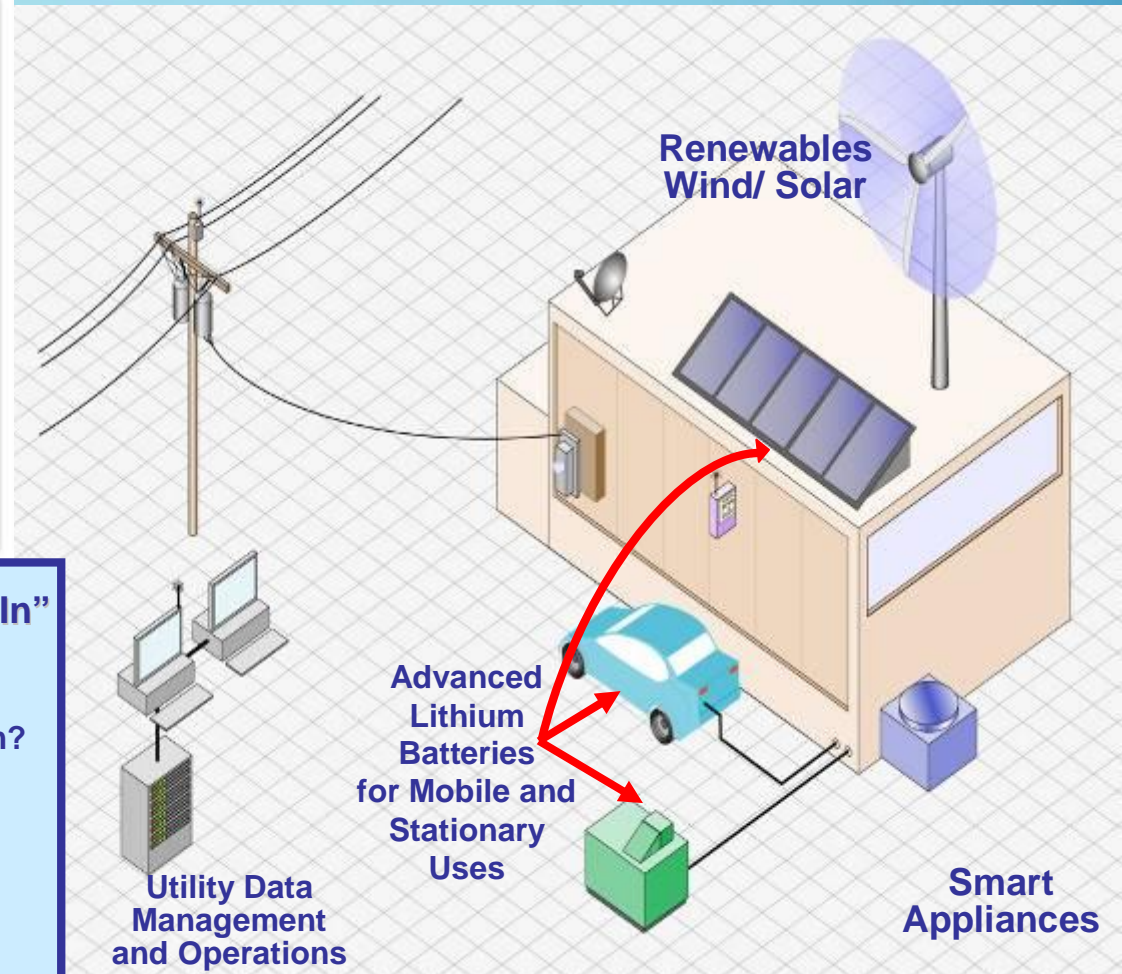 Renewables
Wind/ Solar
In”
Advanced
Lithium
Batteries
for Mobile and
Stationary
Uses
Utility Data
Management
and Operations
Smart
Appliances